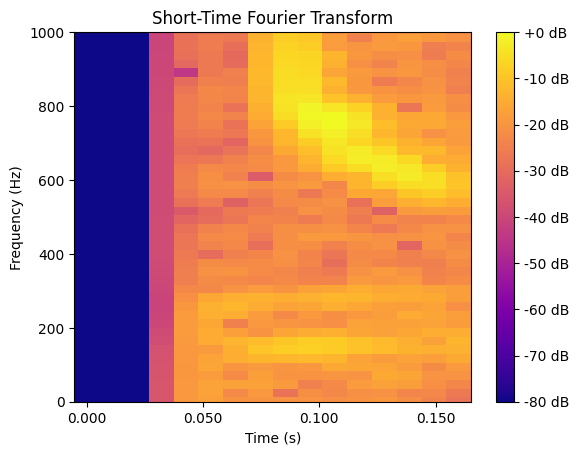 Short-Time Fourier Transform
1000
800
600
400
200
0
Frequency (Hz)
0.000
0.050
0.100
0.150
Time (s)
+0 dB
-10 dB
-20 dB
-30 dB
-40 dB
-50 dB
-60 dB
-70 dB
-80 dB